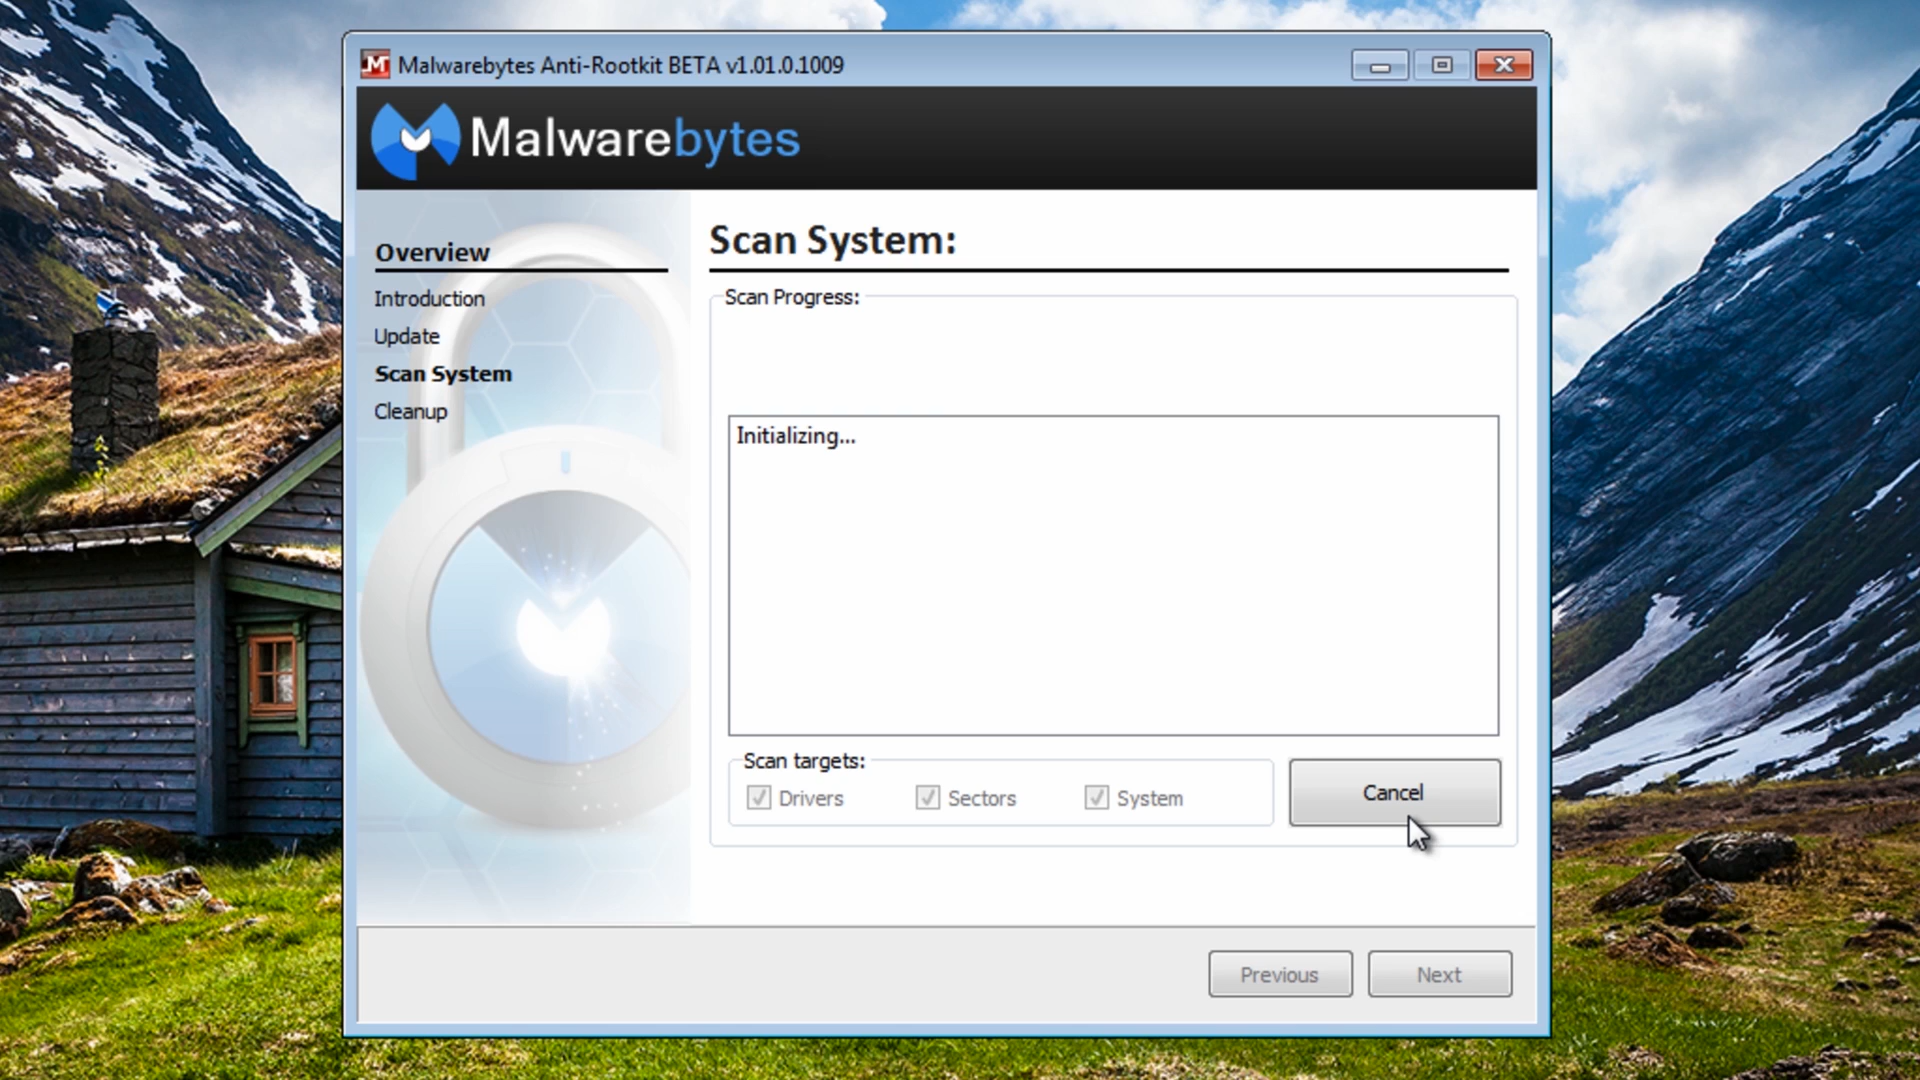 Malwarebytes Anti-Rootkit BETA v1.01.0.1009
Malwarebytes
Overview
Introduction
Update
Scan System
Cleanup
Scan System:
Scan Progress:
Initializing...
Scan targets:
Drivers Sectors System
Cancel
Previous Next